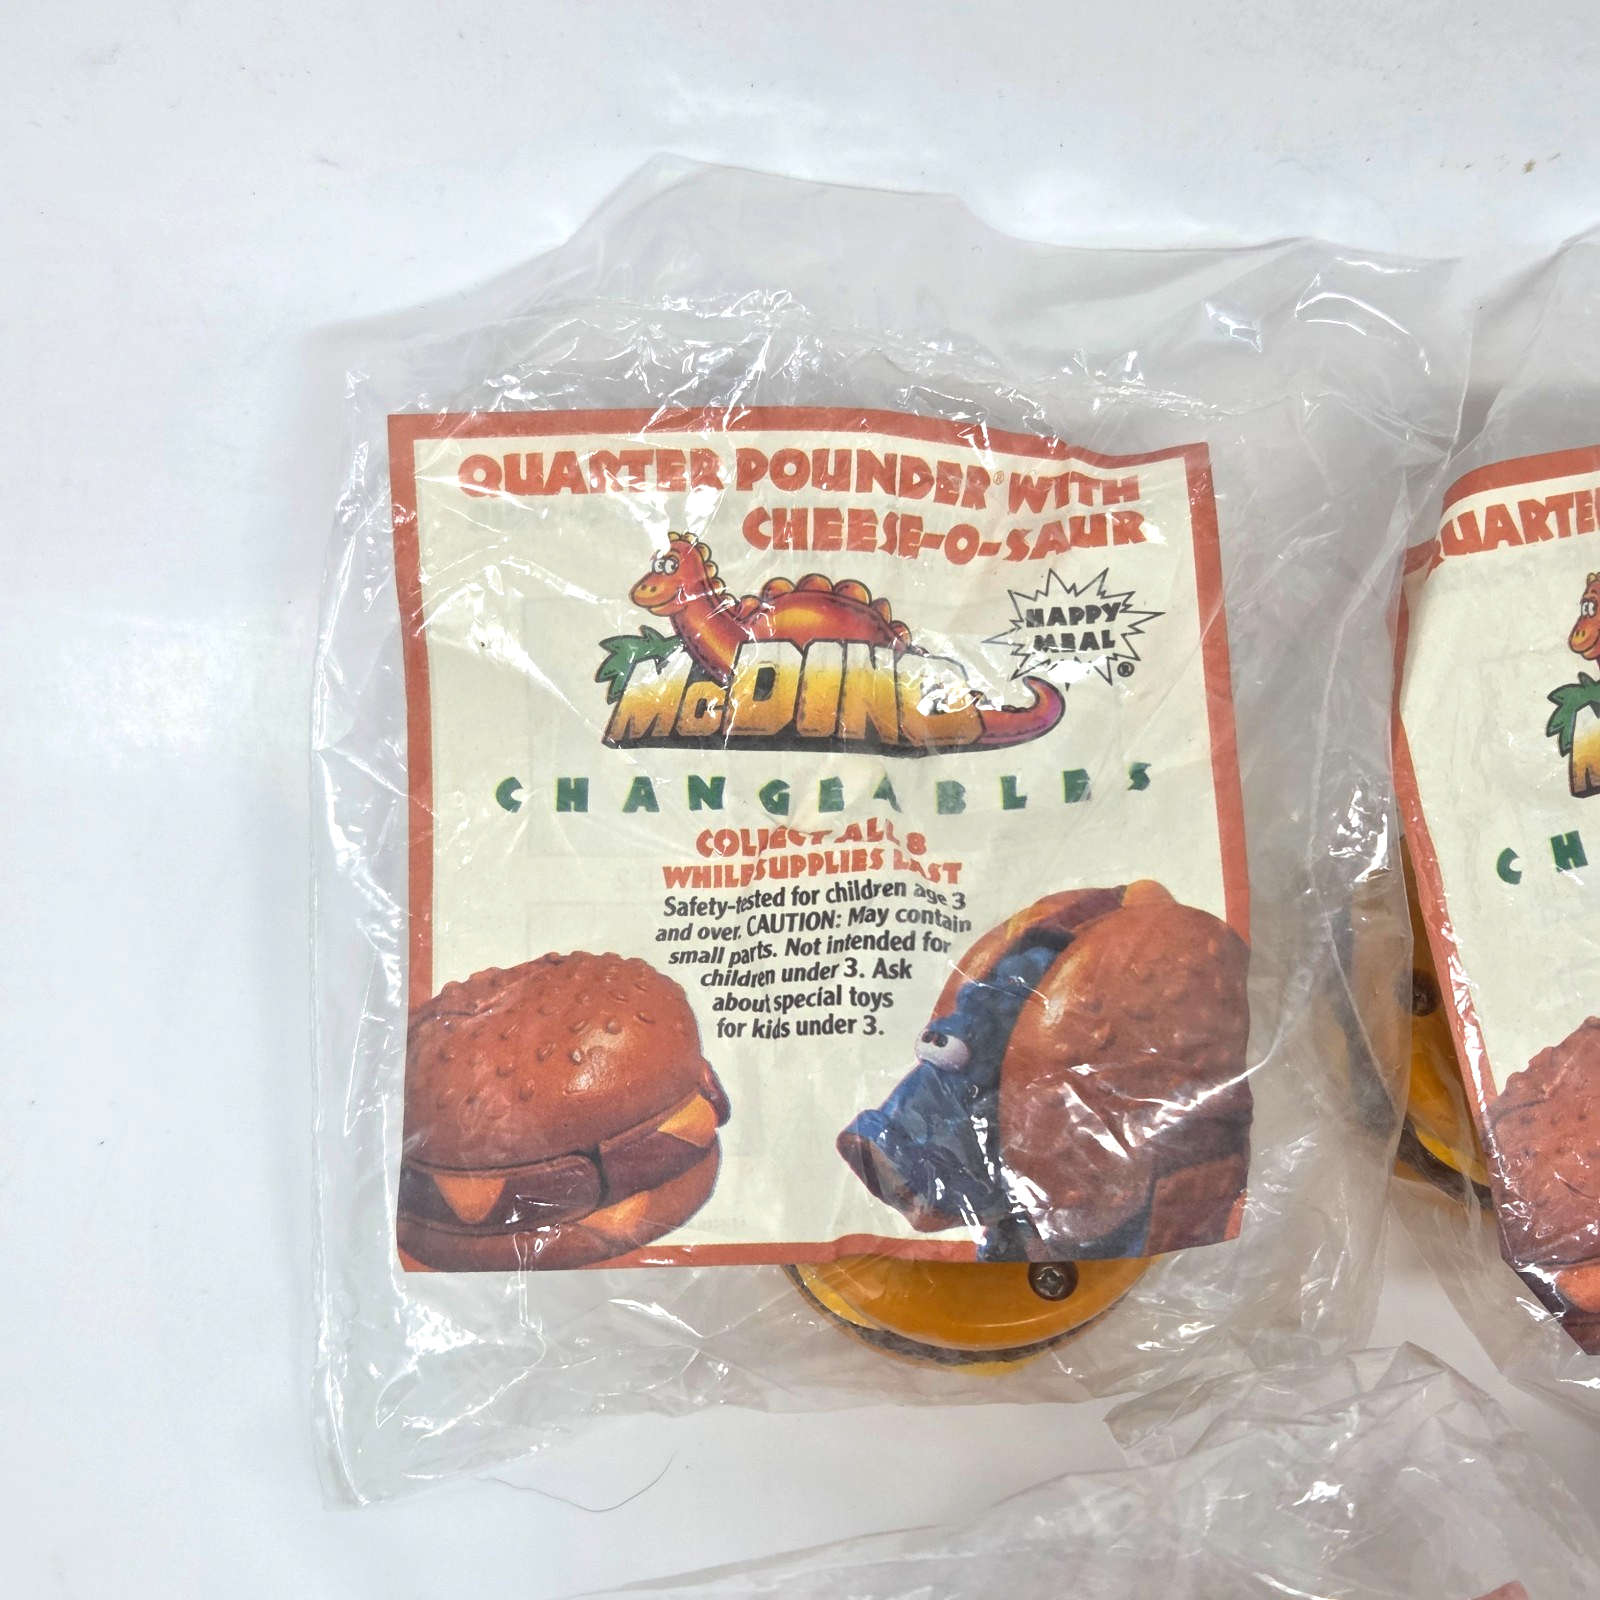 QUARTER POUNDER® WITH
CHEESE-O-SAUR
HAPPY
MEAL®
McDINO
CHANGEABLES
COLLECT ALL 8
WHILE SUPPLIES LAST
Safety-tested for children age 3
and over. CAUTION: May contain
small parts. Not intended for
children under 3. Ask
about special toys
for kids under 3.
QUARTE
M
CH